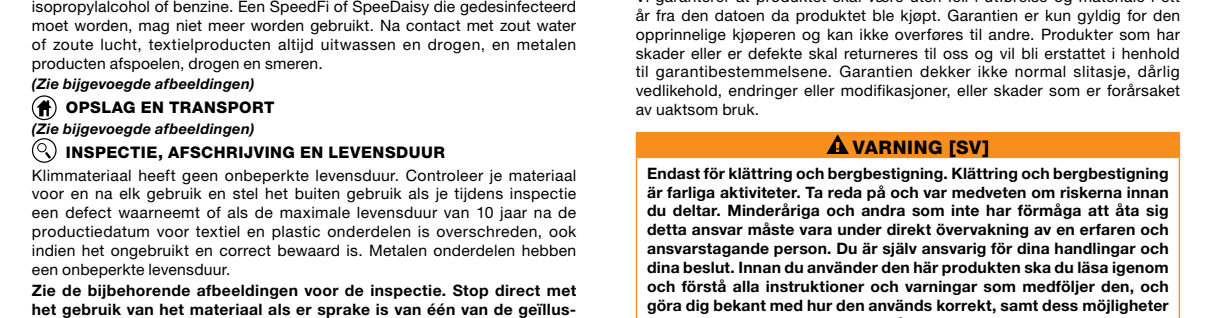 isopropylalcohol of benzine. Een SpeedFi of SpeeDaisy die gedesinfecteerd
moet worden, mag niet meer worden gebruikt. Na contact met zout water
of zoute lucht, textielproducten altijd uitwassen en drogen, en metalen
producten afspoelen, drogen en smeren.
(Zie bijgevoegde afbeeldingen)
OPSLAG EN TRANSPORT
(Zie bijgevoegde afbeeldingen)
INSPECTIE, AFSCHRIJVING EN LEVENSDUUR
Klimmateriaal heeft geen onbeperkte levensduur. Controleer je materiaal
voor en na elk gebruik en stel het buiten gebruik als je tijdens inspectie
een defect waarneemt of als de maximale levensduur van 10 jaar na de
productiedatum voor textiel en plastic onderdelen is overschreden, ook
indien het ongebruikt en correct bewaard is. Metalen onderdelen hebben
een onbeperkte levensduur.
Zie de bijbehorende afbeeldingen voor de inspectie. Stop direct met
het gebruik van het materiaal als er sprake is van één van de geïllus-
Vi garanterer at produktet skal være uten feil i utførelse og materiale i ett
år fra den datoen da produktet ble kjøpt. Garantien er kun gyldig for den
opprinnelige kjøperen og kan ikke overføres til andre. Produkter som har
skader eller er defekte skal returneres til oss og vil bli erstattet i henhold
til garantibestemmelsene. Garantien dekker ikke normal slitasje, dårlig
vedlikehold, endringer eller modifikasjoner, eller skader som er forårsaket
av uaktsom bruk.
VARNING [SV]
Endast för klättring och bergbestigning. Klättring och bergbestigning
är farliga aktiviteter. Ta reda på och var medveten om riskerna innan
du deltar. Minderåriga och andra som inte har förmåga att åta sig
detta ansvar måste vara under direkt övervakning av en erfaren och
ansvarstagande person. Du är själv ansvarig för dina handlingar och
dina beslut. Innan du använder den här produkten ska du läsa igenom
och förstå alla instruktioner och varningar som medföljer den, och
göra dig bekant med hur den används korrekt, samt dess möjligheter